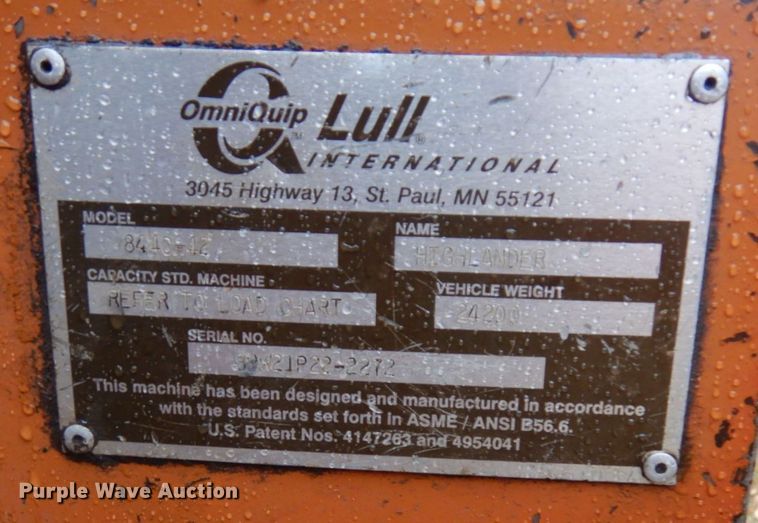 OmniQuip Lull
INTERNATIONAL
3045 Highway 13, St. Paul, MN 55121
MODEL NAME
HIGHLANDER
CAPACITY STD. MACHINE VEHICLE WEIGHT
REFER TO LOAD CHART 24200
SERIAL NO.
This machine has been designed and manufactured in accordance
with the standards set forth in ASME / ANSI B56.6.
U.S. Patent Nos. 4147263 and 4954041
Purple Wave Auction